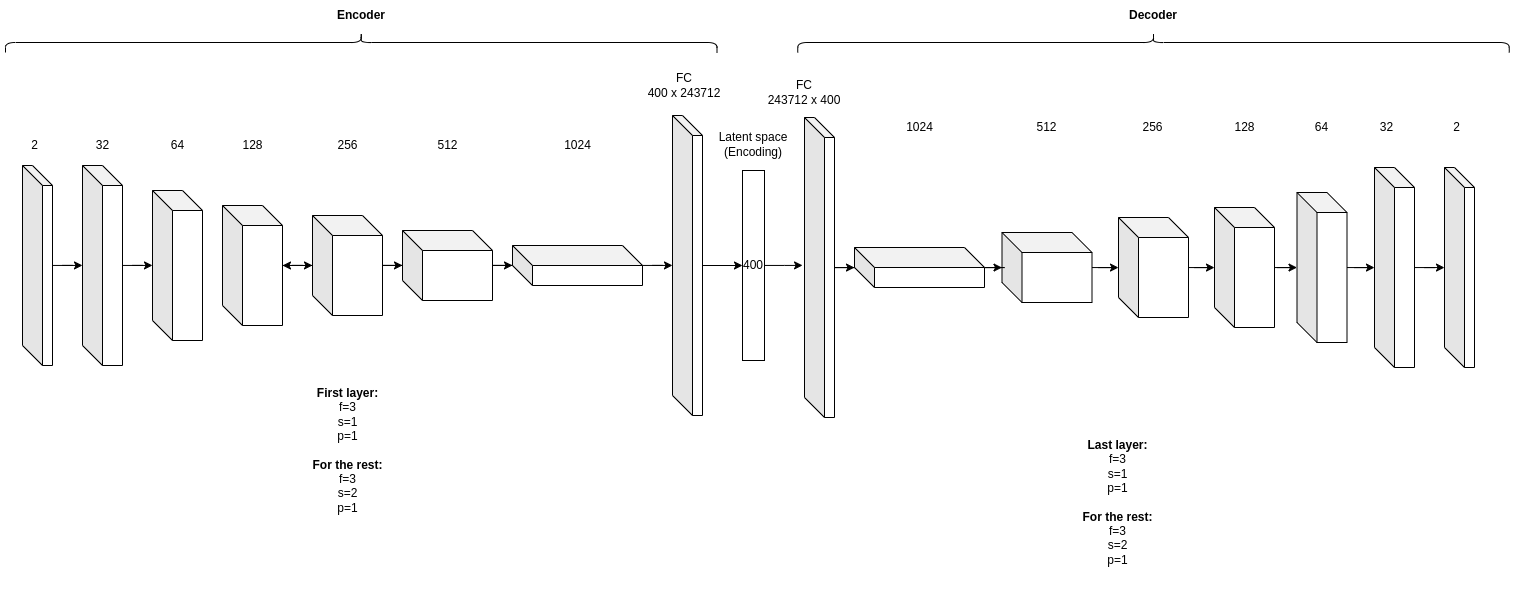 Encoder
Decoder
FC
400 x 243712
FC
243712 x 400
Latent space
(Encoding)
2
32
64
128
256
512
1024
400
1024
512
256
128
64
32
2
First layer:
f=3
s=1
p=1
For the rest:
f=3
s=2
p=1
Last layer:
f=3
s=1
p=1
For the rest:
f=3
s=2
p=1